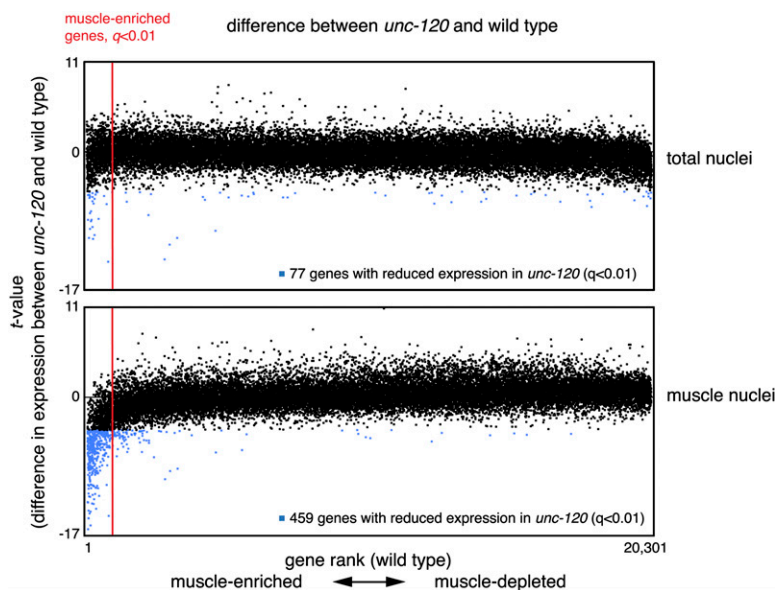 muscle-enriched
genes, q<0.01
difference between unc-120 and wild type
11
0
-17
total nuclei
■ 77 genes with reduced expression in unc-120 (q<0.01)
t-value
(difference in expression between unc-120 and wild type)
11
0
-17
muscle nuclei
■ 459 genes with reduced expression in unc-120 (q<0.01)
1
gene rank (wild type)
20,301
muscle-enriched ◄─► muscle-depleted